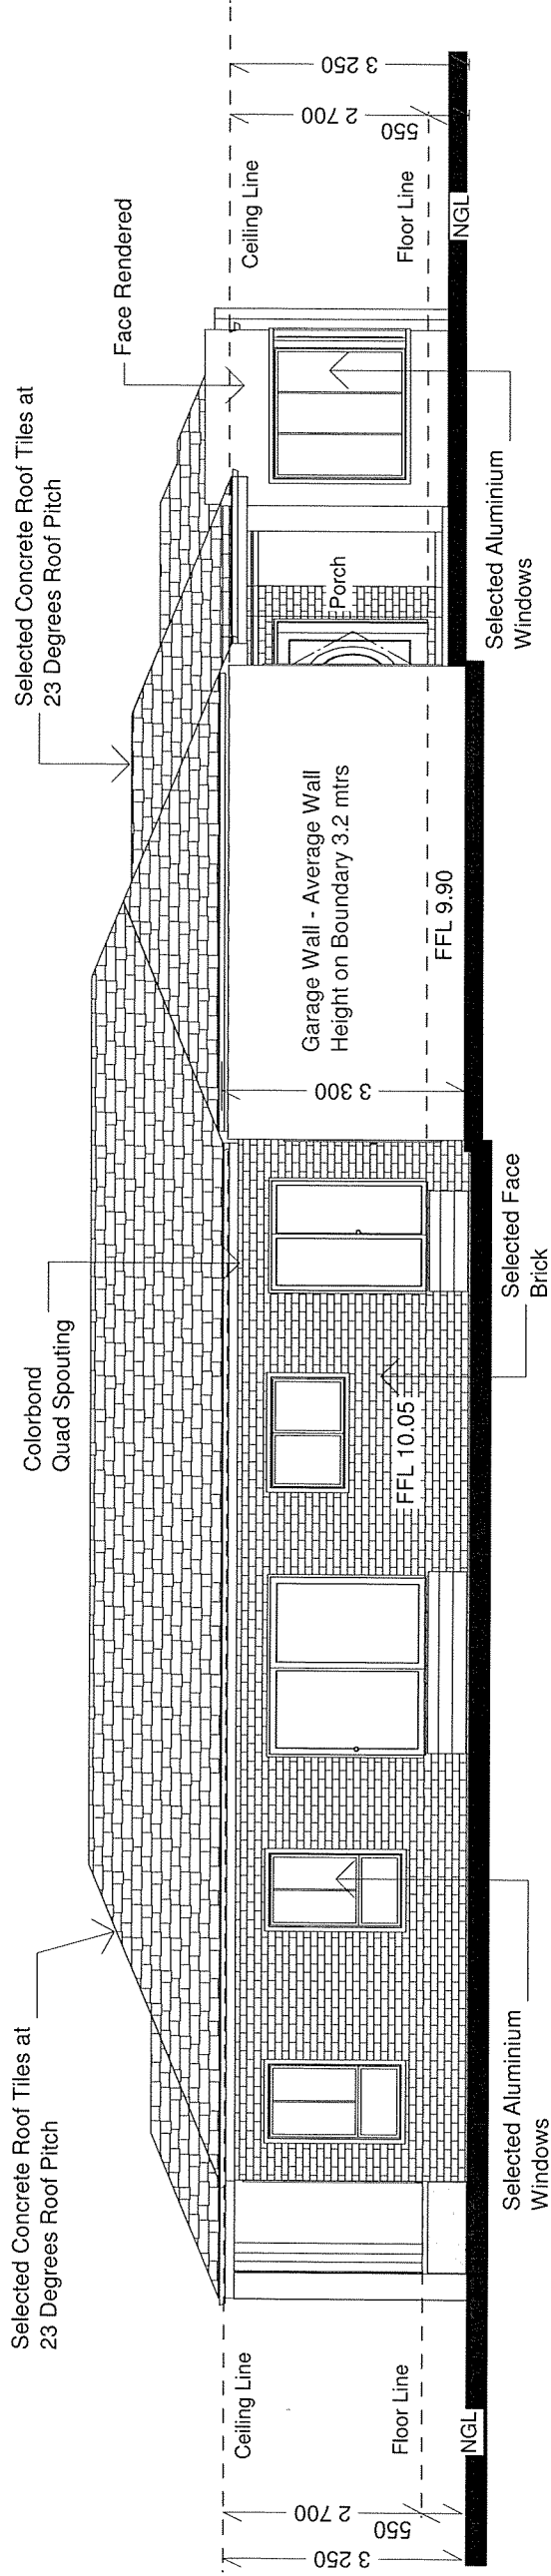 Selected Concrete Roof Tiles at
23 Degrees Roof Pitch
Colorbond
Quad Spouting
Selected Concrete Roof Tiles at
23 Degrees Roof Pitch
Face Rendered
Ceiling Line
Ceiling Line
3 250
2 700
550
Floor Line
NGL
FFL 10.05
3 300
Garage Wall - Average Wall
Height on Boundary 3.2 mtrs
FFL 9.90
Porch
Floor Line
NGL
2 700
550
3 250
Selected Aluminium
Windows
Selected Face
Brick
Selected Aluminium
Windows